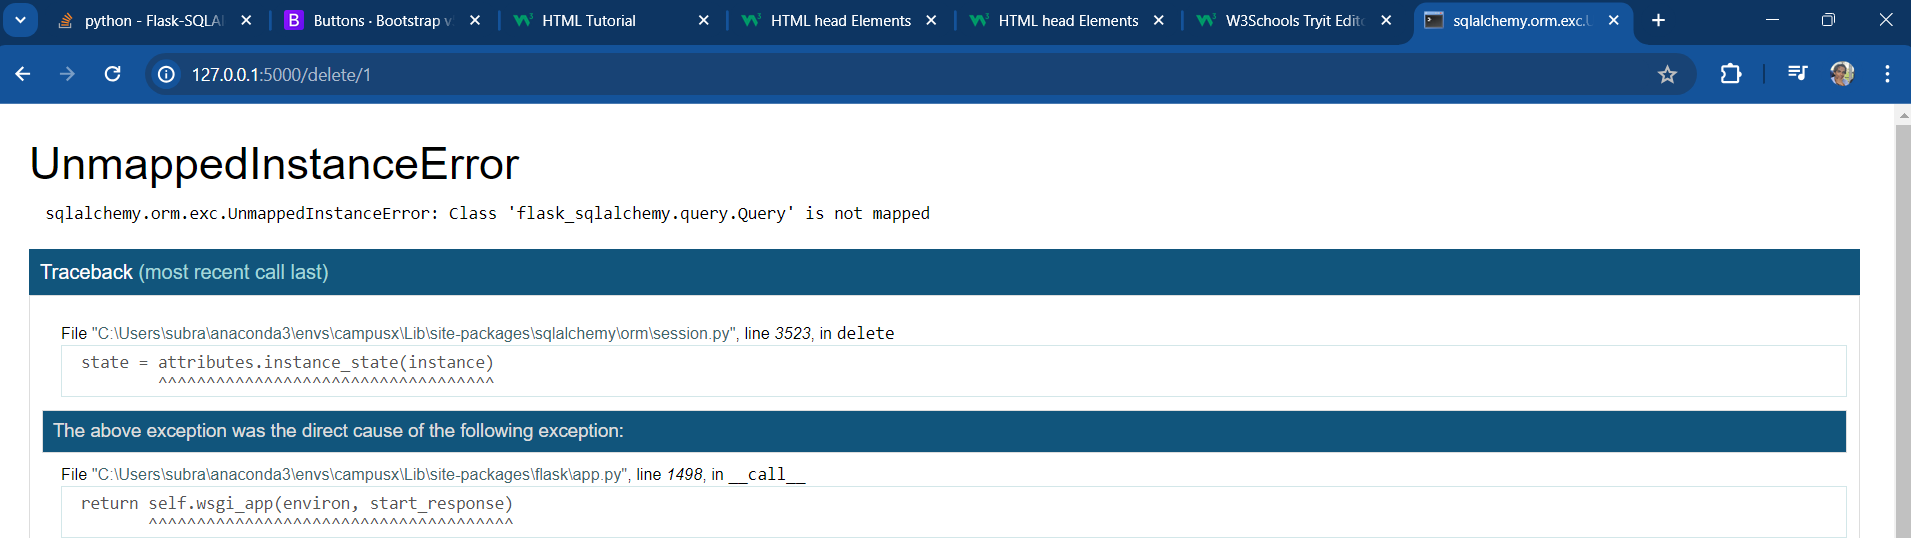 python - Flask-SQLA
Buttons · Bootstrap v
HTML Tutorial
HTML head Elements
HTML head Elements
W3Schools Tryit Edito
sqlalchemy.orm.exc.U
127.0.0.1:5000/delete/1
UnmappedInstanceError
sqlalchemy.orm.exc.UnmappedInstanceError: Class 'flask_sqlalchemy.query.Query' is not mapped
Traceback (most recent call last)
File "C:\Users\subra\anaconda3\envs\campusx\Lib\site-packages\sqlalchemy\orm\session.py", line 3523, in delete
state = attributes.instance_state(instance)
^^^^^^^^^^^^^^^^^^^^^^^^^^^^^^^^^^^
The above exception was the direct cause of the following exception:
File "C:\Users\subra\anaconda3\envs\campusx\Lib\site-packages\flask\app.py", line 1498, in __call__
return self.wsgi_app(environ, start_response)
^^^^^^^^^^^^^^^^^^^^^^^^^^^^^^^^^^^^^^